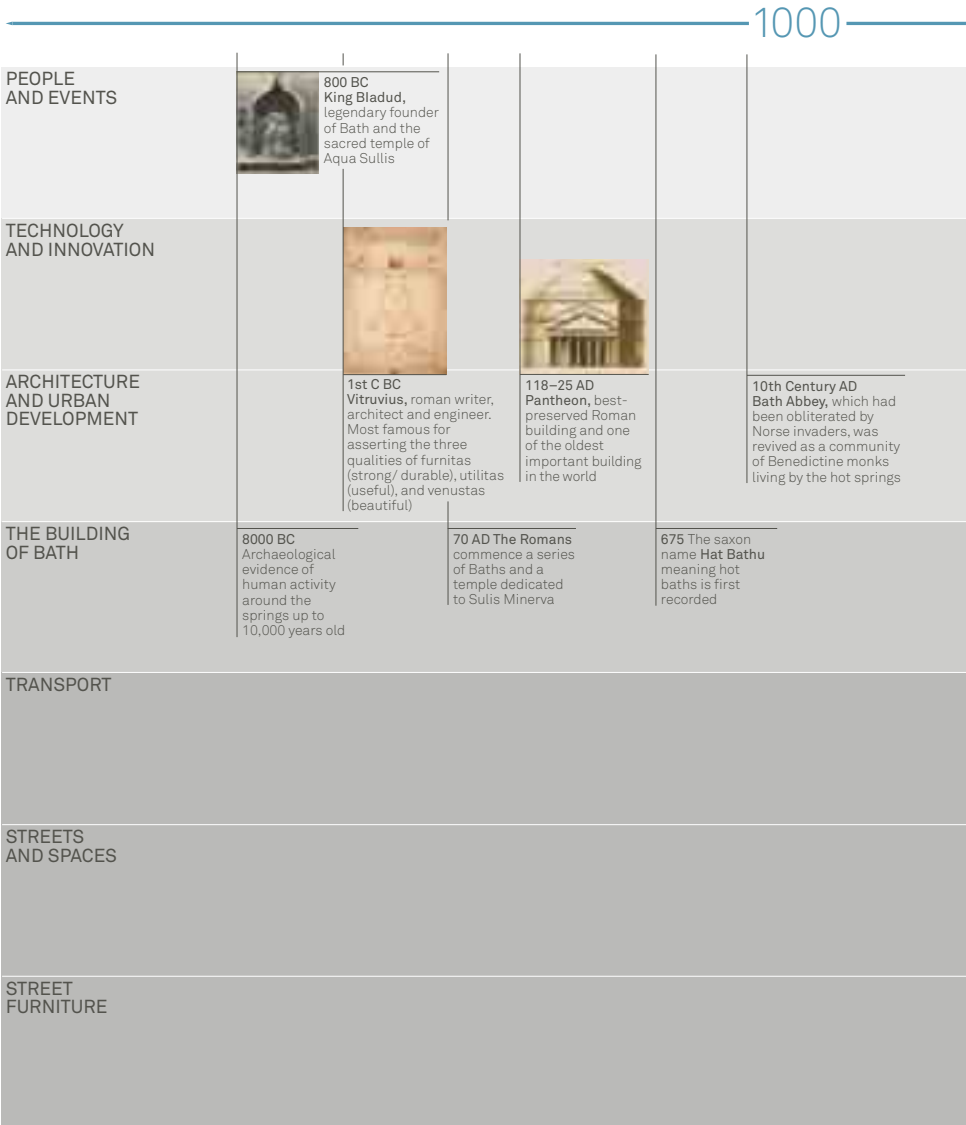 1000
PEOPLE
AND EVENTS
800 BC
King Bladud,
legendary founder
of Bath and the
sacred temple of
Aqua Sullis
TECHNOLOGY
AND INNOVATION
ARCHITECTURE
AND URBAN
DEVELOPMENT
1st C BC
Vitruvius, roman writer,
architect and engineer.
Most famous for
asserting the three
qualities of furnitas
(strong/ durable), utilitas
(useful), and venustas
(beautiful)
118–25 AD
Pantheon, best-
preserved Roman
building and one
of the oldest
important building
in the world
10th Century AD
Bath Abbey, which had
been obliterated by
Norse invaders, was
revived as a community
of Benedictine monks
living by the hot springs
THE BUILDING
OF BATH
8000 BC
Archaeological
evidence of
human activity
around the
springs up to
10,000 years old
70 AD The Romans
commence a series
of Baths and a
temple dedicated
to Sulis Minerva
675 The saxon
name Hat Bathu
meaning hot
baths is first
recorded
TRANSPORT
STREETS
AND SPACES
STREET
FURNITURE